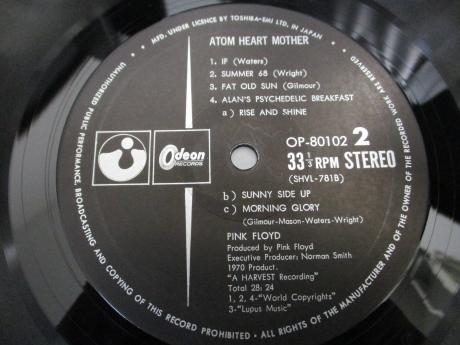 MFD. UNDER LICENCE BY TOSHIBA-EMI LTD. IN JAPAN
ATOM HEART MOTHER
1. IF (Waters)
2. SUMMER 68 (Wright)
3. FAT OLD SUN (Gilmour)
4. ALAN'S PSYCHEDELIC BREAKFAST
a) RISE AND SHINE
Odeon
RECORDS
OP-80102 2
33 1/3 RPM STEREO
(SHVL-781B)
b) SUNNY SIDE UP
c) MORNING GLORY
(Gilmour-Mason-Waters-Wright)
PINK FLOYD
Produced by Pink Floyd
Executive Producer: Norman Smith
1970 Product.
"A HARVEST Recording"
Total 28:24
1, 2, 4-"World Copyrights"
3-"Lupus Music"
UNAUTHORIZED PUBLIC PERFORMANCE, BROADCASTING AND COPYING OF THIS RECORD PROHIBITED • ALL RIGHTS OF THE MANUFACTURER AND OF THE OWNER OF THE RECORDED WORK ARE RESERVED